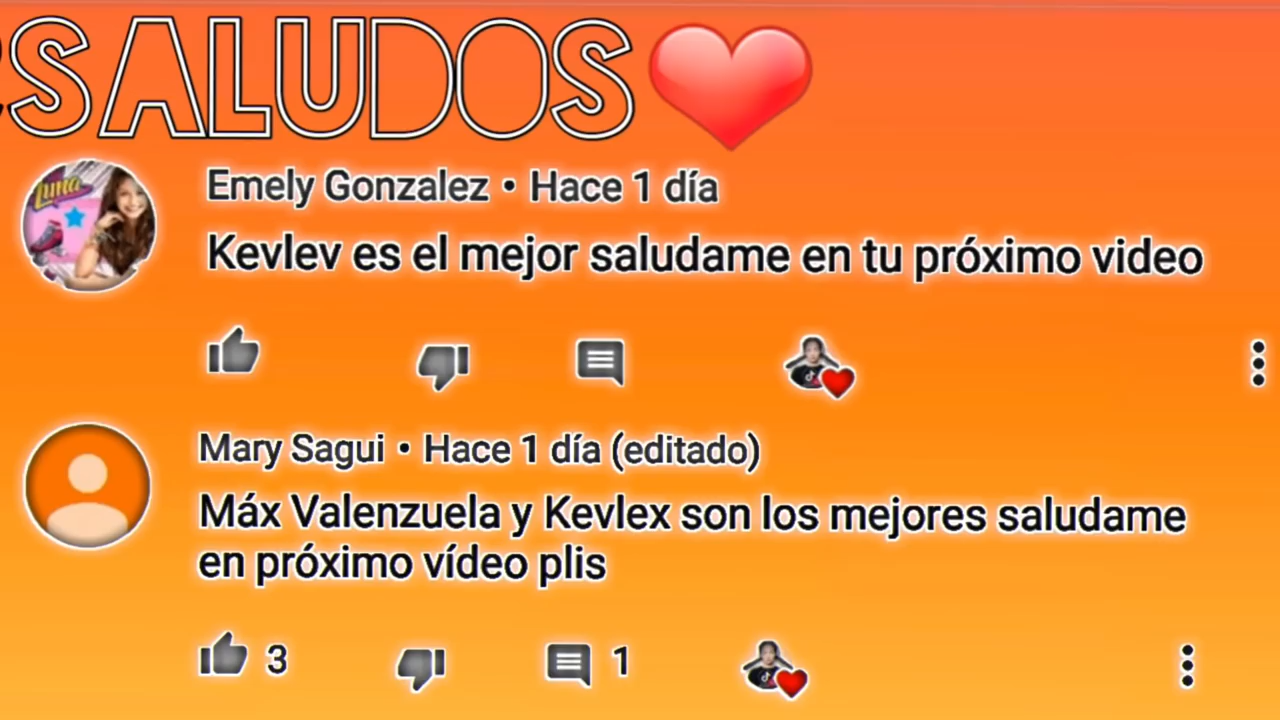 SALUDOS
Luna
Emely Gonzalez • Hace 1 día
Kevlev es el mejor saludame en tu próximo video
Mary Sagui • Hace 1 día (editado)
Máx Valenzuela y Kevlex son los mejores saludame
en próximo vídeo plis
3
1